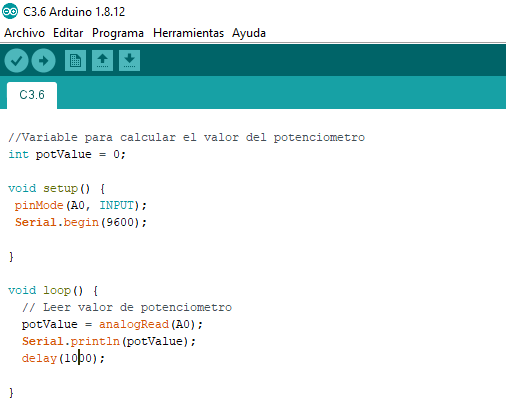 C3.6 Arduino 1.8.12
Archivo Editar Programa Herramientas Ayuda
C3.6
//Variable para calcular el valor del potenciometro
int potValue = 0;
void setup() {
pinMode(A0, INPUT);
Serial.begin(9600);
}
void loop() {
// Leer valor de potenciometro
potValue = analogRead(A0);
Serial.println(potValue);
delay(1000);
}